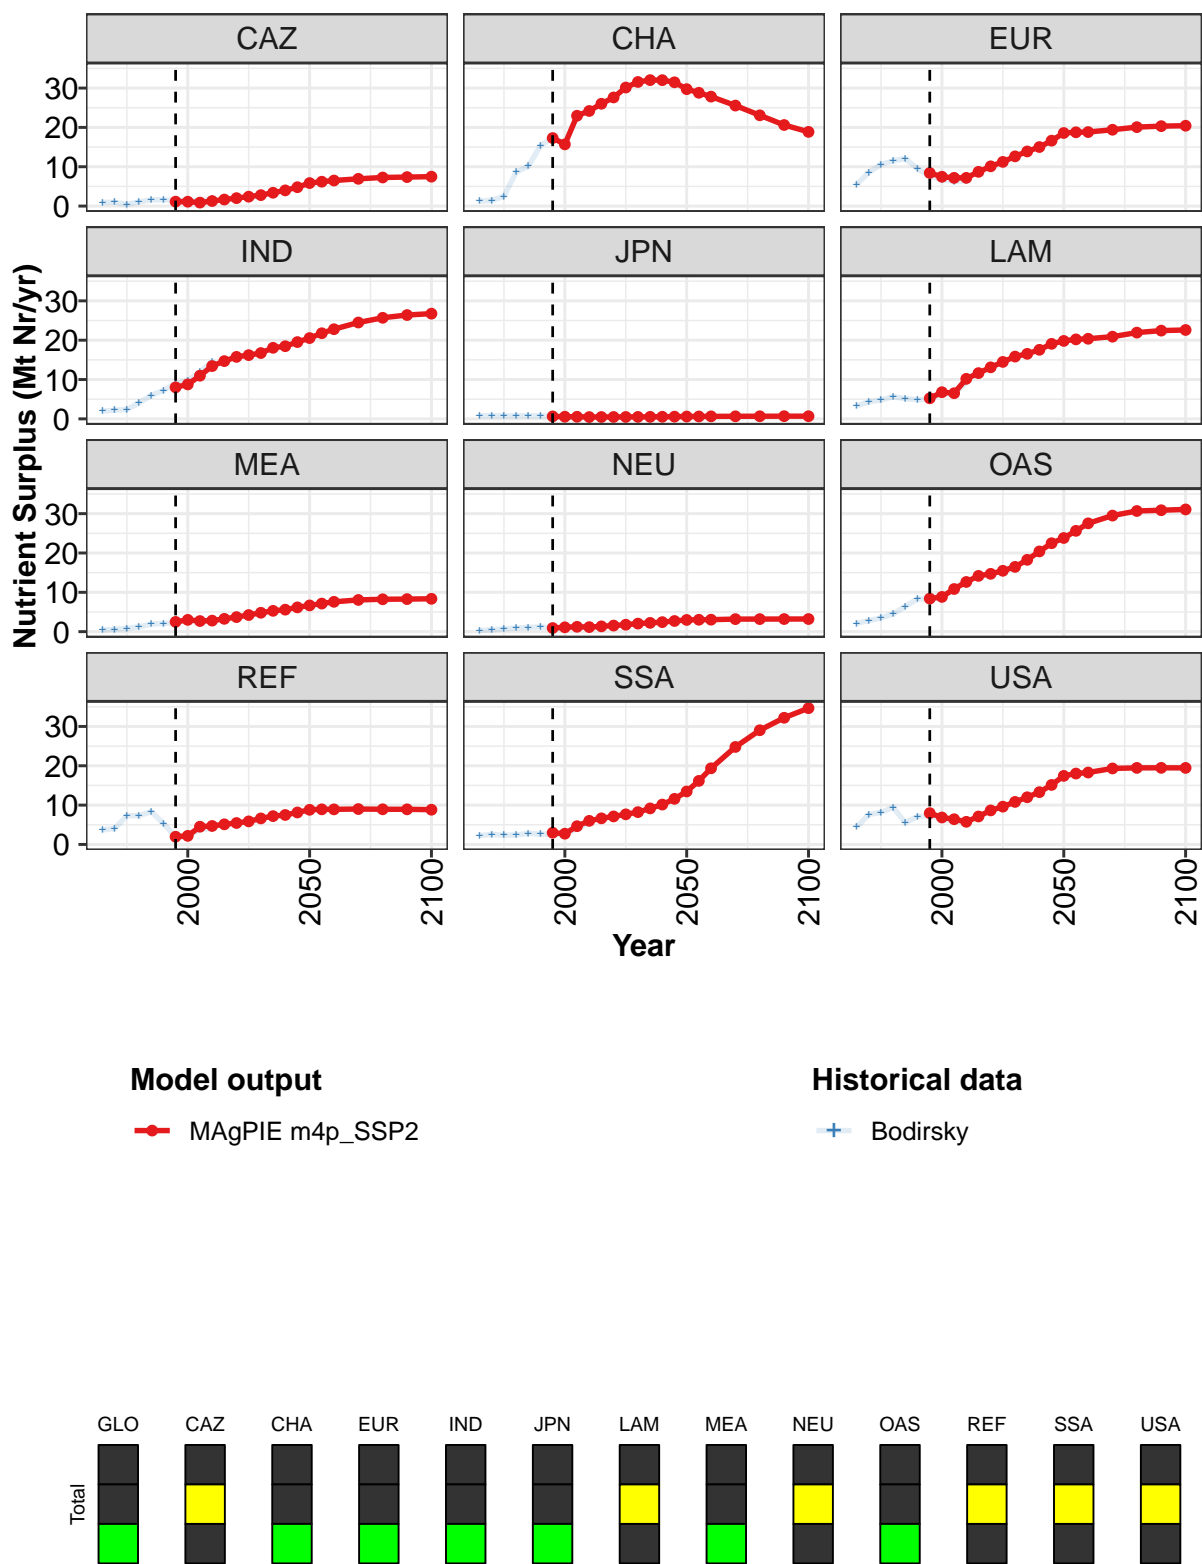 CAZ CHA EUR
30
20
10
0
IND JPN LAM
30
20
10
0
MEA NEU OAS
30
20
10
0
REF SSA USA
30
20
10
0
2000 2050 2100 2000 2050 2100 2000 2050 2100
Nutrient Surplus (Mt Nr/yr)
Year
Model output Historical data
MAgPIE m4p_SSP2 Bodirsky
GLO CAZ CHA EUR IND JPN LAM MEA NEU OAS REF SSA USA
Total